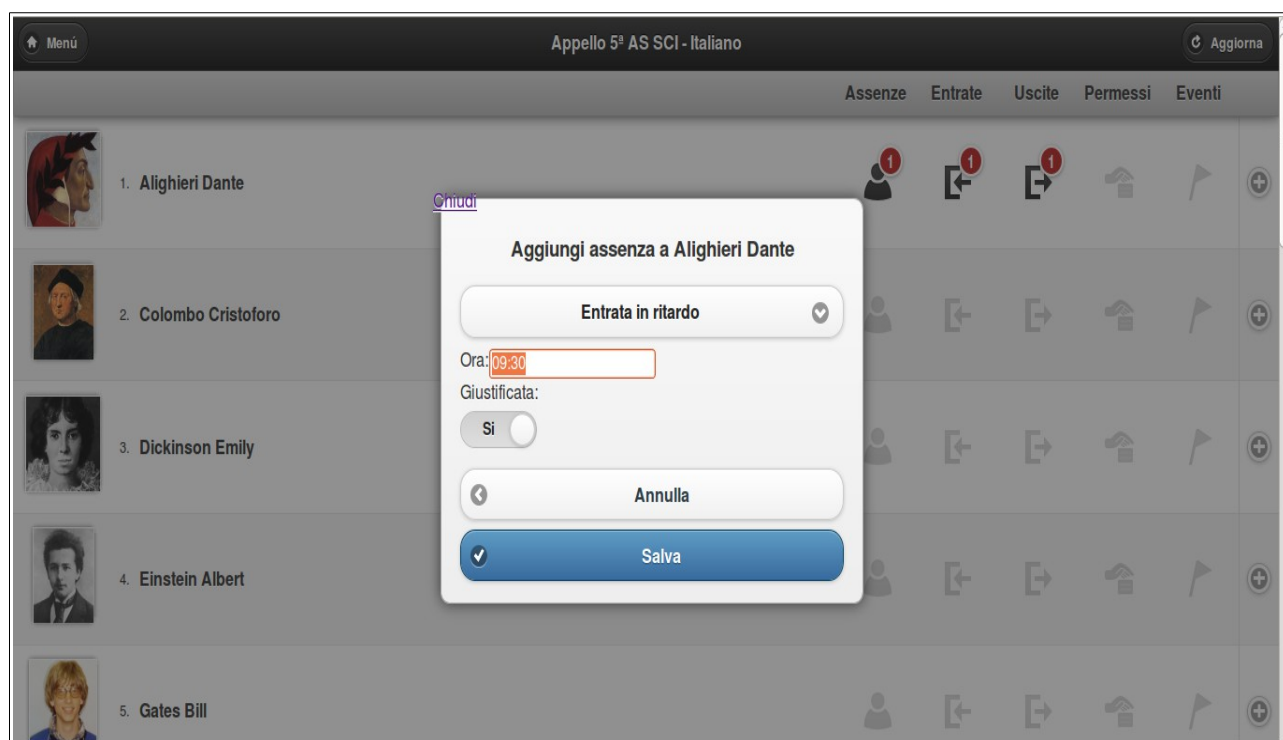 Menú
Appello 5ª AS SCI - Italiano
Aggiorna
Assenze Entrate Uscite Permessi Eventi
1. Alighieri Dante
1 1 1
Chiudi
Aggiungi assenza a Alighieri Dante
Entrata in ritardo
2. Colombo Cristoforo
Ora: 09:30
Giustificata:
Si
3. Dickinson Emily
Annulla
Salva
4. Einstein Albert
5. Gates Bill